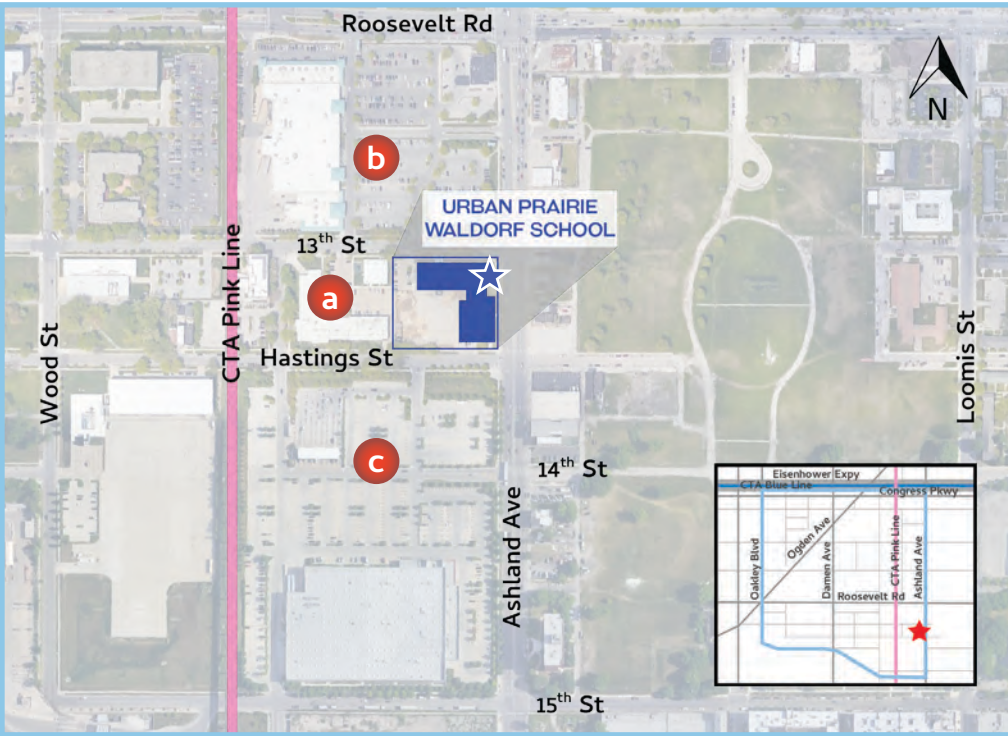 Roosevelt Rd
N
b
URBAN PRAIRIE
WALDORF SCHOOL
13th St
a
CTA Pink Line
Hastings St
Wood St
Loomis St
c
14th St
Ashland Ave
15th St
Eisenhower Expy
CTA Blue Line
Congress Pkwy
Ogden Ave
Oakley Blvd
Damen Ave
CTA Pink Line
Ashland Ave
Roosevelt Rd